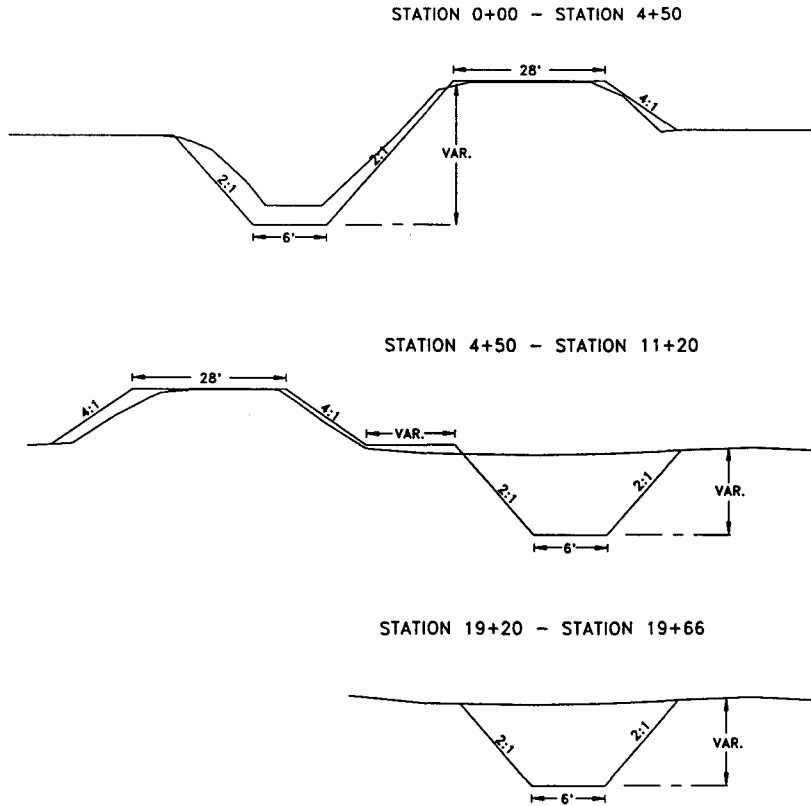 STATION 0+00 – STATION 4+50
28'
4:1
2:1
2:1
VAR.
6'
STATION 4+50 – STATION 11+20
28'
4:1
4:1
VAR.
2:1
2:1
VAR.
6'
STATION 19+20 – STATION 19+66
2:1
2:1
VAR.
6'